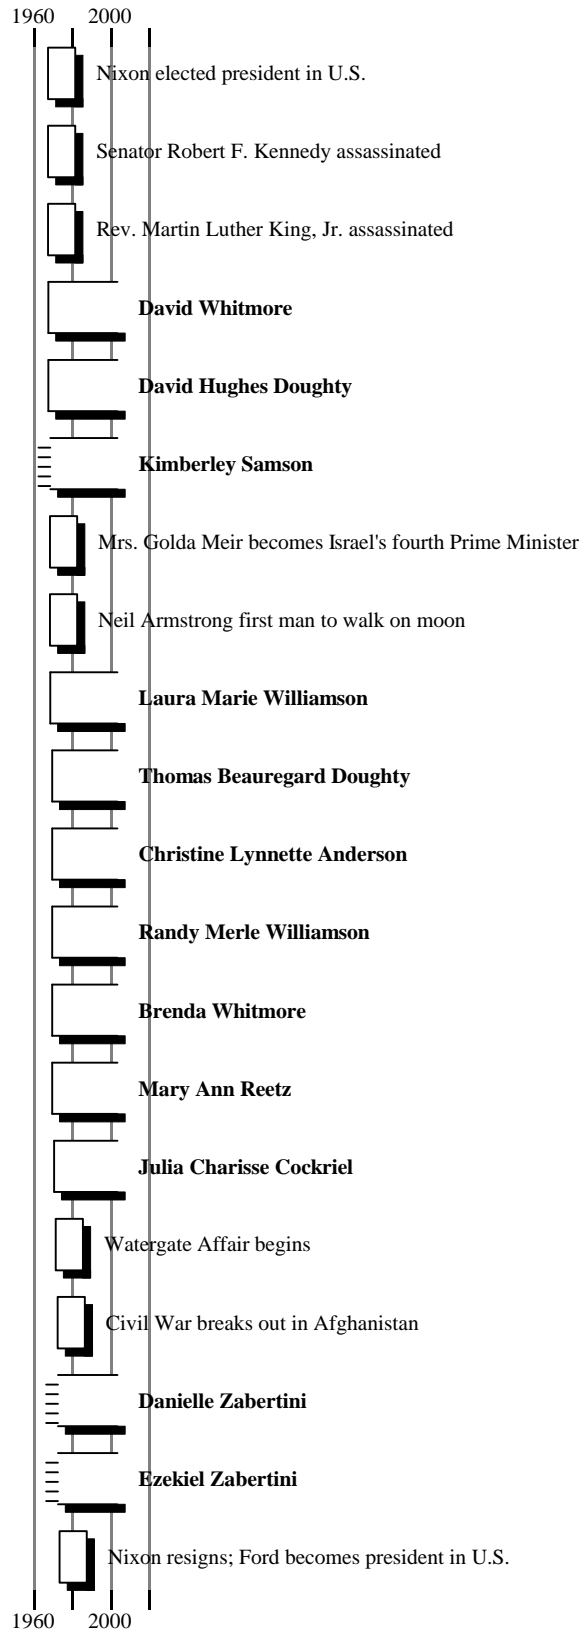 1960 2000
Nixon elected president in U.S.
Senator Robert F. Kennedy assassinated
Rev. Martin Luther King, Jr. assassinated
David Whitmore
David Hughes Doughty
Kimberley Samson
Mrs. Golda Meir becomes Israel's fourth Prime Minister
Neil Armstrong first man to walk on moon
Laura Marie Williamson
Thomas Beauregard Doughty
Christine Lynnette Anderson
Randy Merle Williamson
Brenda Whitmore
Mary Ann Reetz
Julia Charisse Cockriel
Watergate Affair begins
Civil War breaks out in Afghanistan
Danielle Zabertini
Ezekiel Zabertini
Nixon resigns; Ford becomes president in U.S.
1960 2000